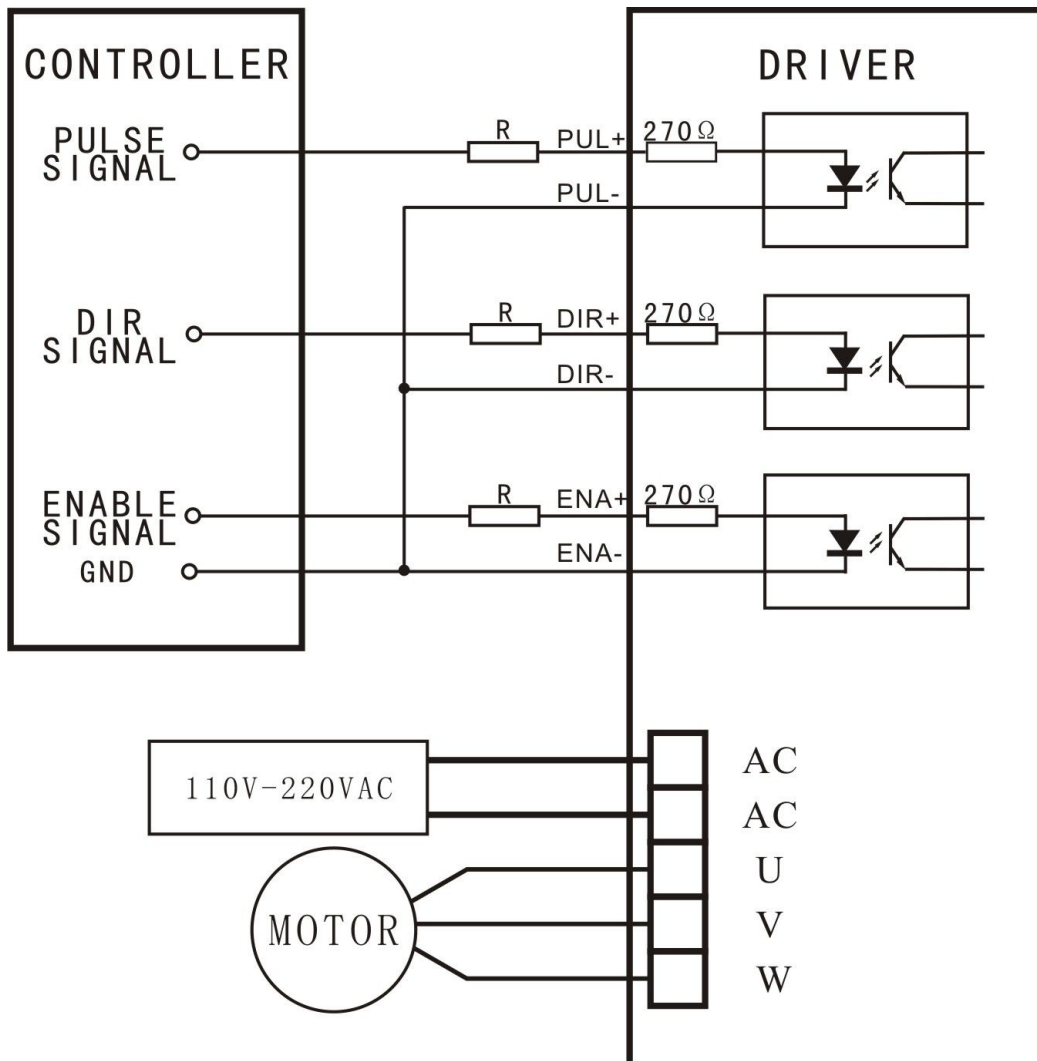 CONTROLLER
DRIVER
PULSE
SIGNAL
R
PUL+
270Ω
PUL-
DIR
SIGNAL
R
DIR+
270Ω
DIR-
ENABLE
SIGNAL
R
ENA+
270Ω
GND
ENA-
110V-220VAC
AC
AC
U
MOTOR
V
W